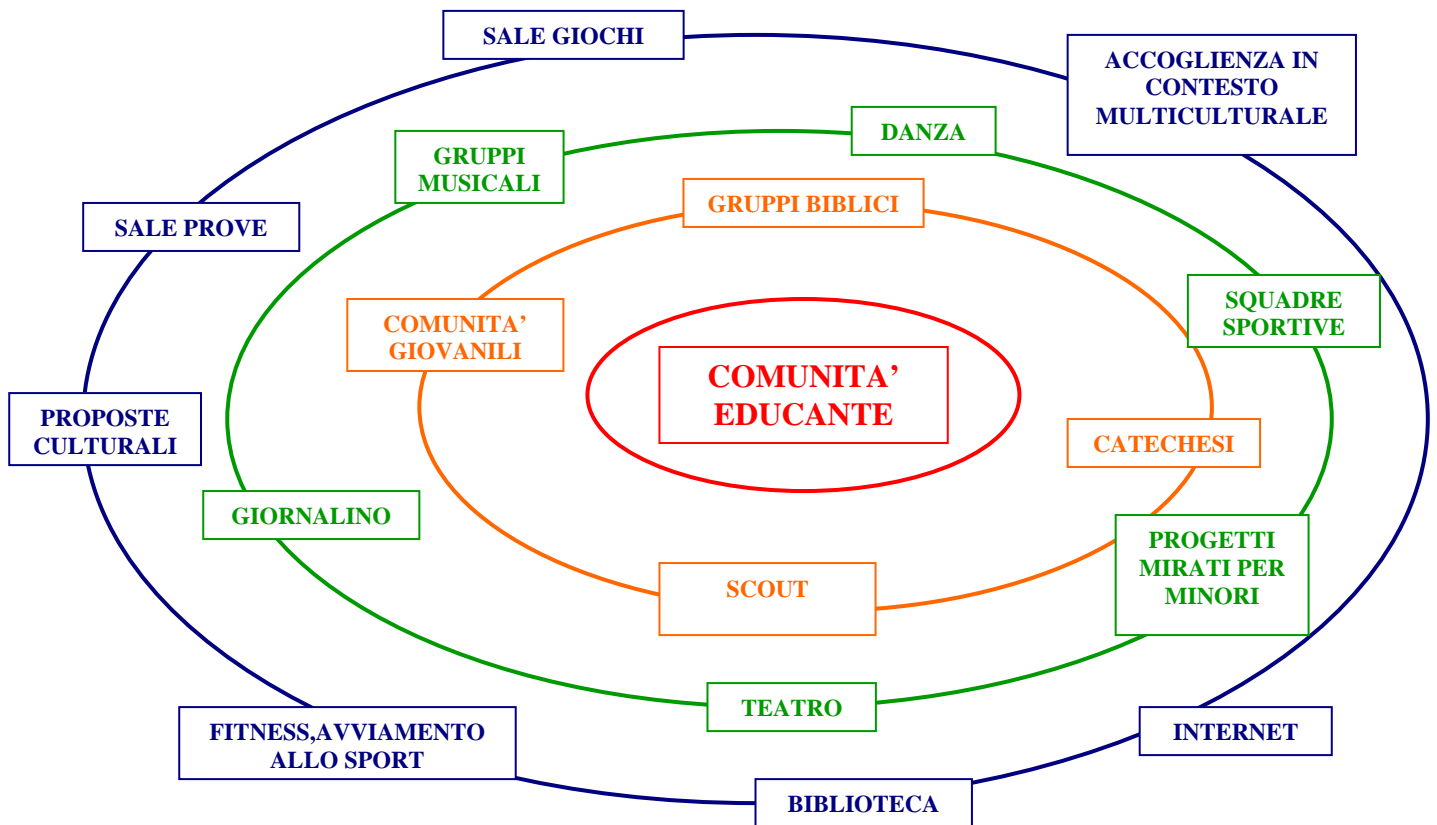 SALE GIOCHI
ACCOGLIENZA IN
CONTESTO
MULTICULTURALE
DANZA
GRUPPI
MUSICALI
GRUPPI BIBLICI
SALE PROVE
SQUADRE
SPORTIVE
COMUNITA’
GIOVANILI
COMUNITA’
EDUCANTE
PROPOSTE
CULTURALI
CATECHESI
GIORNALINO
PROGETTI
MIRATI PER
MINORI
SCOUT
TEATRO
FITNESS,AVVIAMENTO
ALLO SPORT
INTERNET
BIBLIOTECA